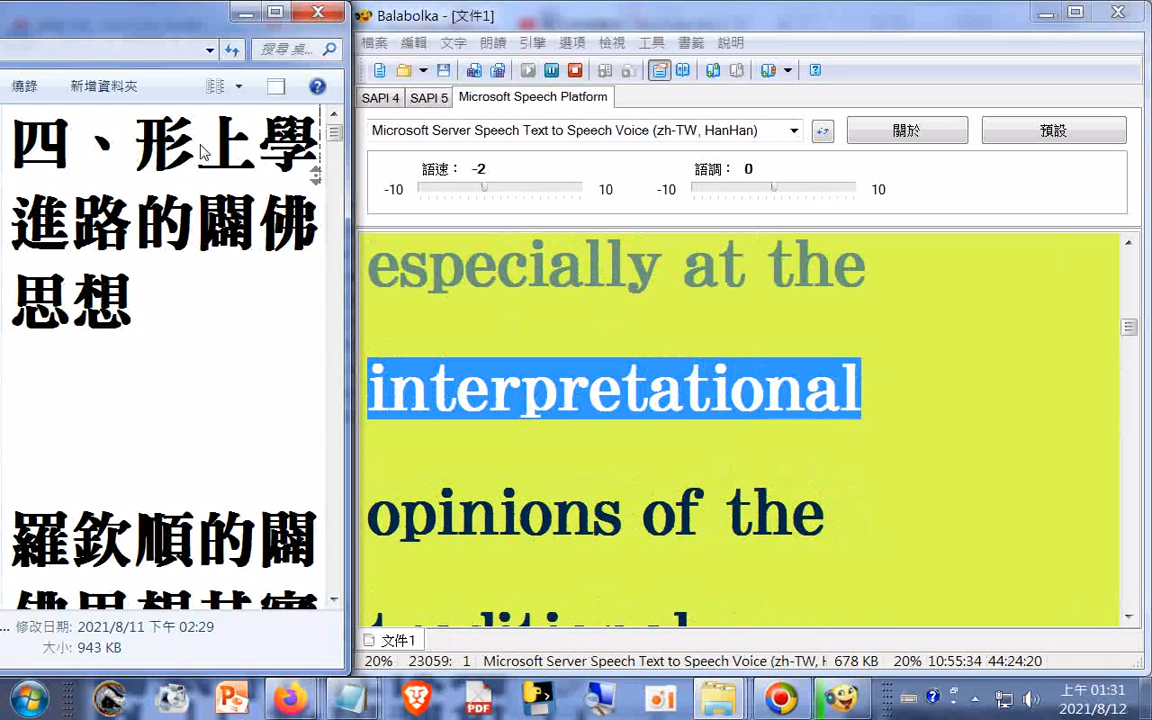 Balabolka - [文件1]
檔案 編輯 文字 朗讀 引擎 選項 檢視 工具 書籤 說明
搜尋 桌...
燒錄 新增資料夾
SAPI 4 SAPI 5 Microsoft Speech Platform
Microsoft Server Speech Text to Speech Voice (zh-TW, HanHan) 關於 預設
語速： -2 語調： 0
-10 10 -10 10
四、形上學
進路的闢佛
思想
羅欽順的闢
佛思想其實
especially at the
interpretational
opinions of the
traditional
... 修改日期: 2021/8/11 下午 02:29
大小: 943 KB
文件1
20% 23059: 1 Microsoft Server Speech Text to Speech Voice (zh-TW, H 678 KB 20% 10:55:34 44:24:20
PDF
上午 01:31
2021/8/12